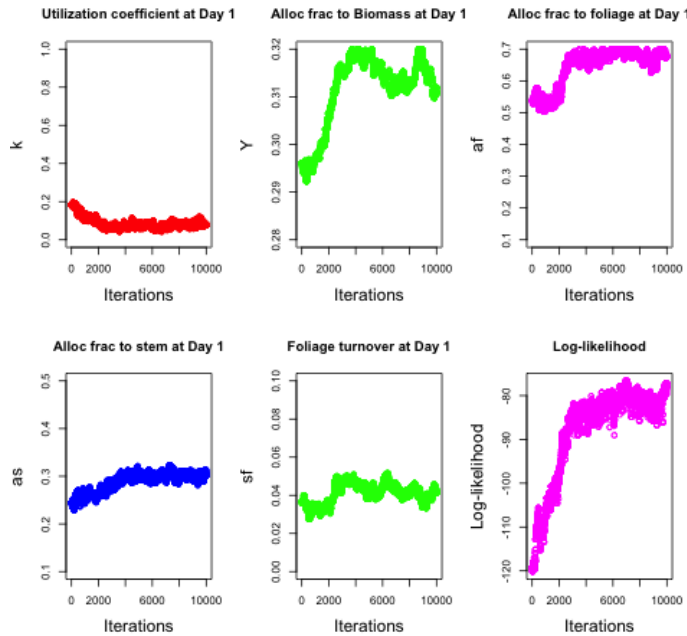 Utilization coefficient at Day 1
k
0.0 0.2 0.4 0.6 0.8 1.0
0 2000 6000 10000
Iterations
Alloc frac to Biomass at Day 1
Y
0.28 0.29 0.30 0.31 0.32
0 2000 6000 10000
Iterations
Alloc frac to foliage at Day 1
af
0.1 0.2 0.3 0.4 0.5 0.6 0.7
0 2000 6000 10000
Iterations
Alloc frac to stem at Day 1
as
0.1 0.2 0.3 0.4 0.5
0 2000 6000 10000
Iterations
Foliage turnover at Day 1
sf
0.00 0.02 0.04 0.06 0.08 0.10
0 2000 6000 10000
Iterations
Log-likelihood
Log-likelihood
-120 -110 -100 -90 -80
0 2000 6000 10000
Iterations